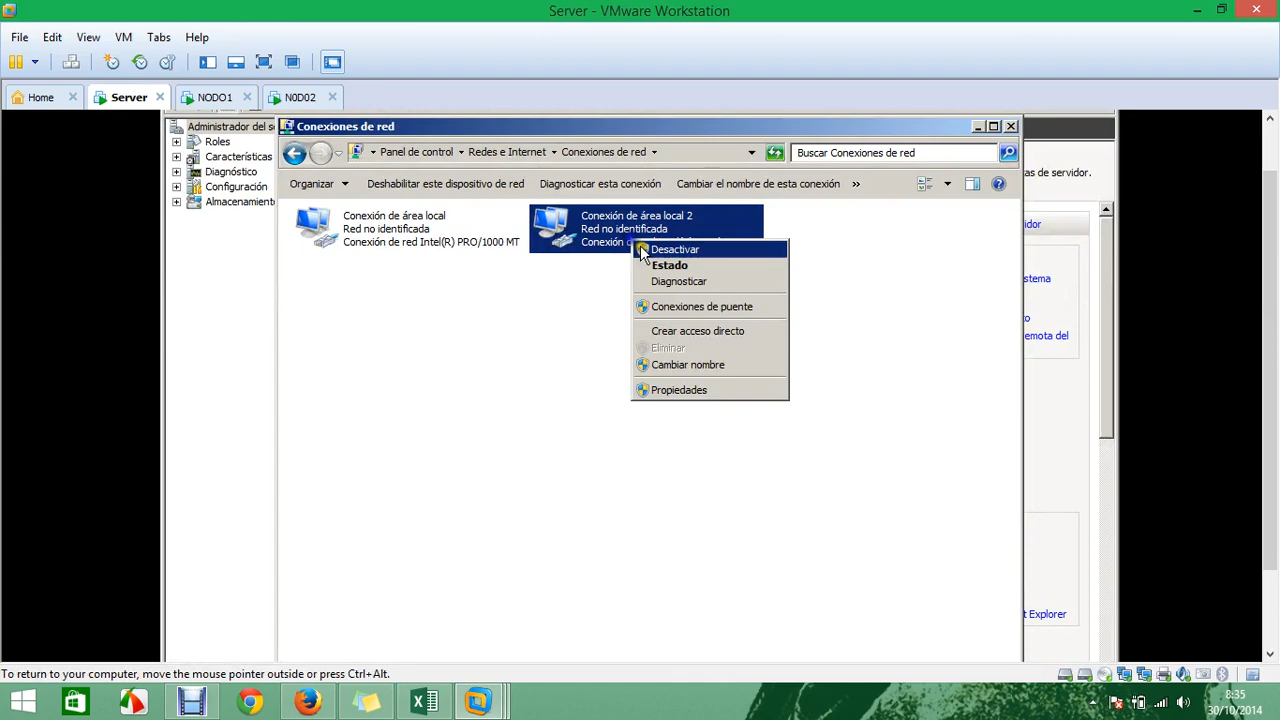 Server - VMware Workstation
File Edit View VM Tabs Help
Home Server NODO1 N0D02
Administrador del se
Roles
Características
Diagnóstico
Configuración
Almacenamient
Conexiones de red
Panel de control Redes e Internet Conexiones de red
Buscar Conexiones de red
Organizar Deshabilitar este dispositivo de red Diagnosticar esta conexión Cambiar el nombre de esta conexión »
Conexión de área local
Red no identificada
Conexión de red Intel(R) PRO/1000 MT
Conexión de área local 2
Red no identificada
Conexión d
Desactivar
Estado
Diagnosticar
Conexiones de puente
Crear acceso directo
Eliminar
Cambiar nombre
Propiedades
as de servidor.
idor
istema
to
emota del
t Explorer
To return to your computer, move the mouse pointer outside or press Ctrl+Alt.
8:35
30/10/2014